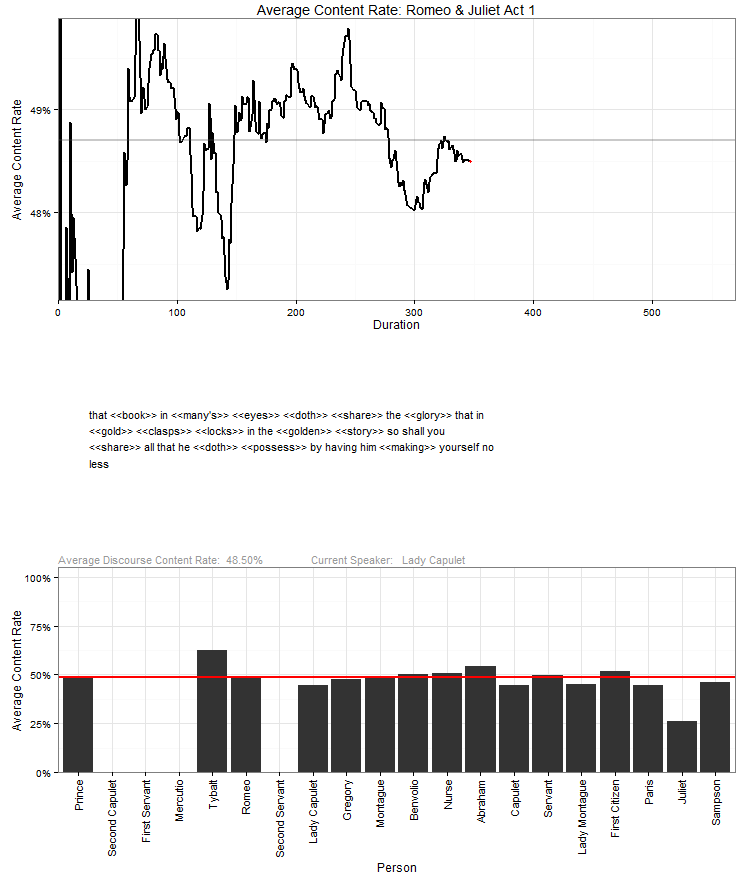 Average Content Rate: Romeo & Juliet Act 1
Average Content Rate
49%
48%
0 100 200 300 400 500
Duration
that <<book>> in <<many's>> <<eyes>> <<doth>> <<share>> the <<glory>> that in
<<gold>> <<clasps>> <<locks>> in the <<golden>> <<story>> so shall you
<<share>> all that he <<doth>> <<possess>> by having him <<making>> yourself no
less
Average Discourse Content Rate: 48.50% Current Speaker: Lady Capulet
Average Content Rate
100%
75%
50%
25%
0%
Prince
Second Capulet
First Servant
Mercutio
Tybalt
Romeo
Second Servant
Lady Capulet
Gregory
Montague
Benvolio
Nurse
Abraham
Capulet
Servant
Lady Montague
First Citizen
Paris
Juliet
Sampson
Person